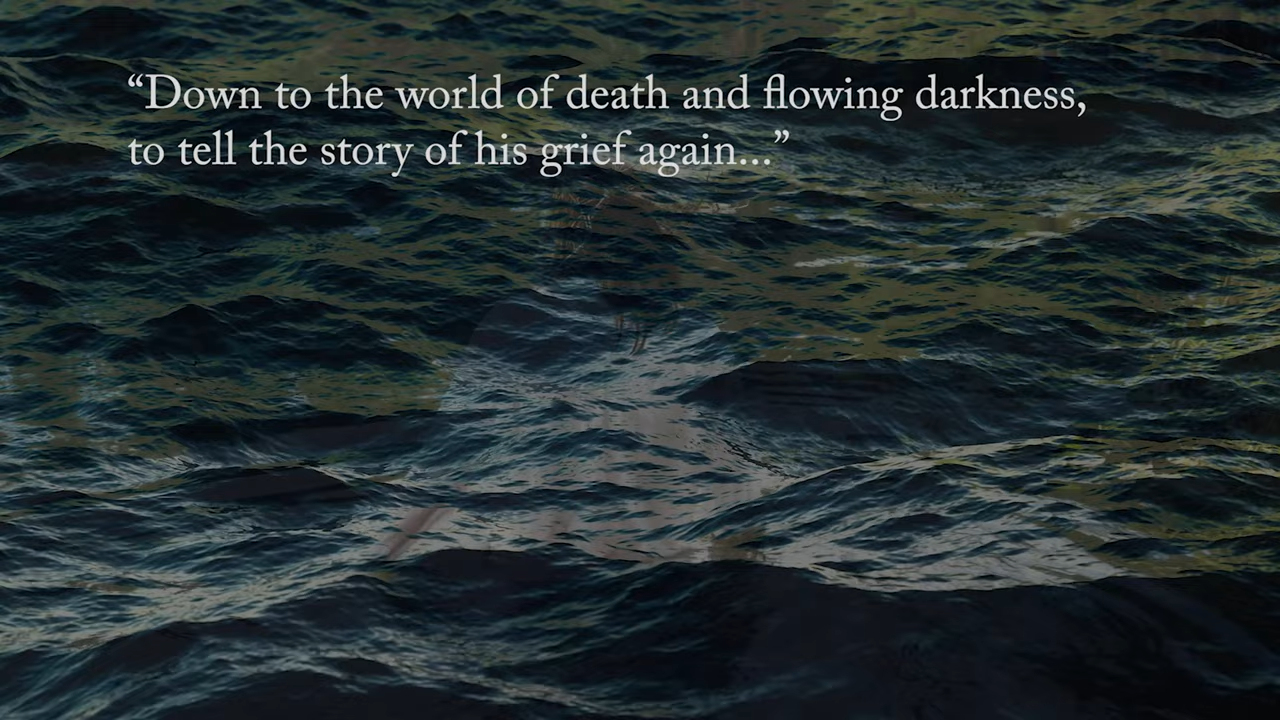 “Down to the world of death and flowing darkness,
to tell the story of his grief again...”